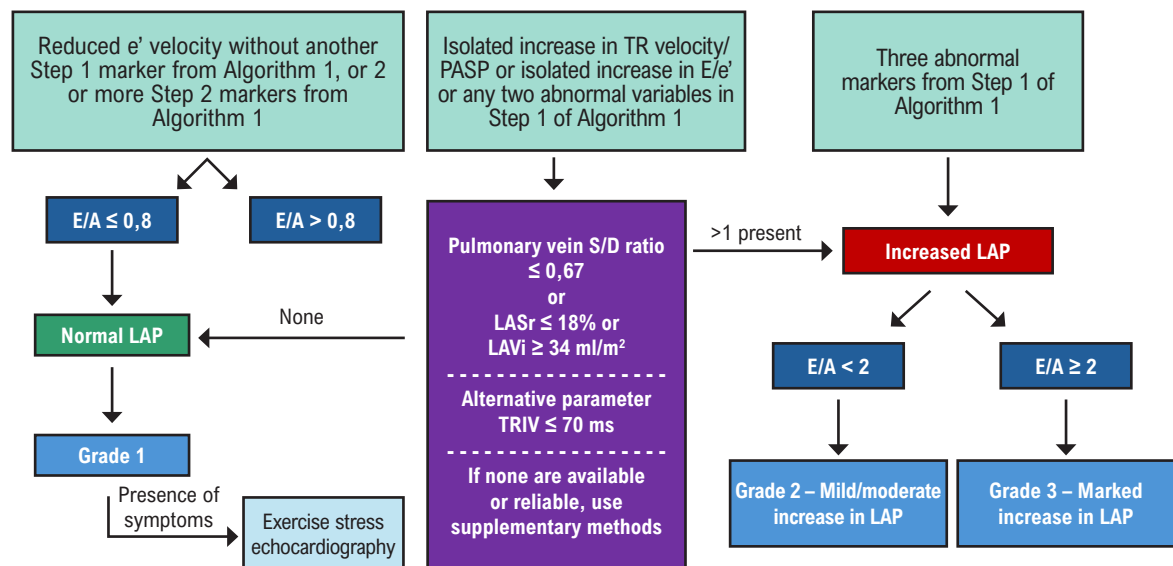 Reduced e’ velocity without another
Step 1 marker from Algorithm 1, or 2
or more Step 2 markers from
Algorithm 1
Isolated increase in TR velocity/
PASP or isolated increase in E/e’
or any two abnormal variables in
Step 1 of Algorithm 1
Three abnormal
markers from Step 1 of
Algorithm 1
E/A ≤ 0,8
E/A > 0,8
Pulmonary vein S/D ratio
≤ 0,67
or
LASr ≤ 18% or
LAVi ≥ 34 ml/m²
Alternative parameter
TRIV ≤ 70 ms
If none are available
or reliable, use
supplementary methods
>1 present
Increased LAP
None
Normal LAP
E/A < 2
E/A ≥ 2
Grade 1
Grade 2 – Mild/moderate
increase in LAP
Grade 3 – Marked
increase in LAP
Presence of
symptoms
Exercise stress
echocardiography